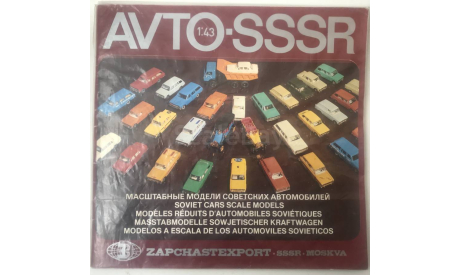 AVTO-SSSR
1:43
МАСШТАБНЫЕ МОДЕЛИ СОВЕТСКИХ АВТОМОБИЛЕЙ
SOVIET CARS SCALE MODELS
MODÈLES RÉDUITS D'AUTOMOBILES SOVIÉTIQUES
MASSTABMODELLE SOWJETISCHER KRAFTWAGEN
MODELOS A ESCALA DE LOS AUTOMOVILES SOVIETICOS
ZAPCHASTEXPORT·SSSR·MOSKVA